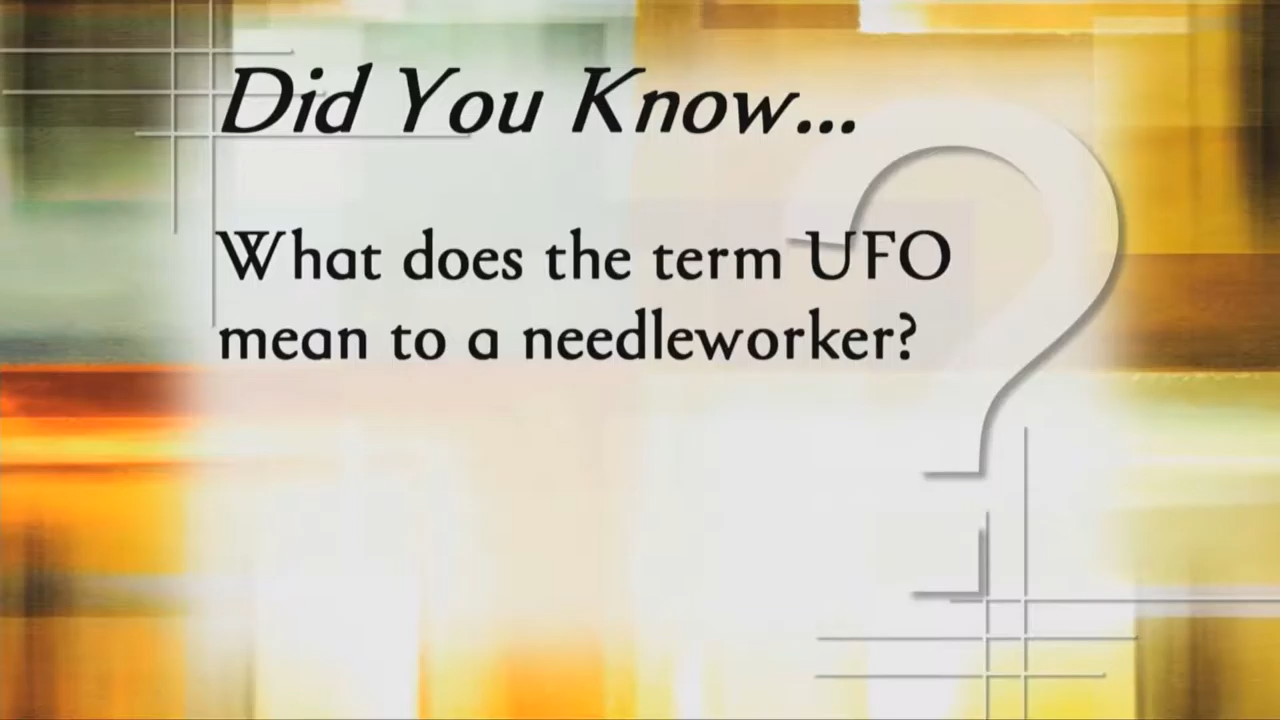 Did You Know...
What does the term UFO
mean to a needleworker?